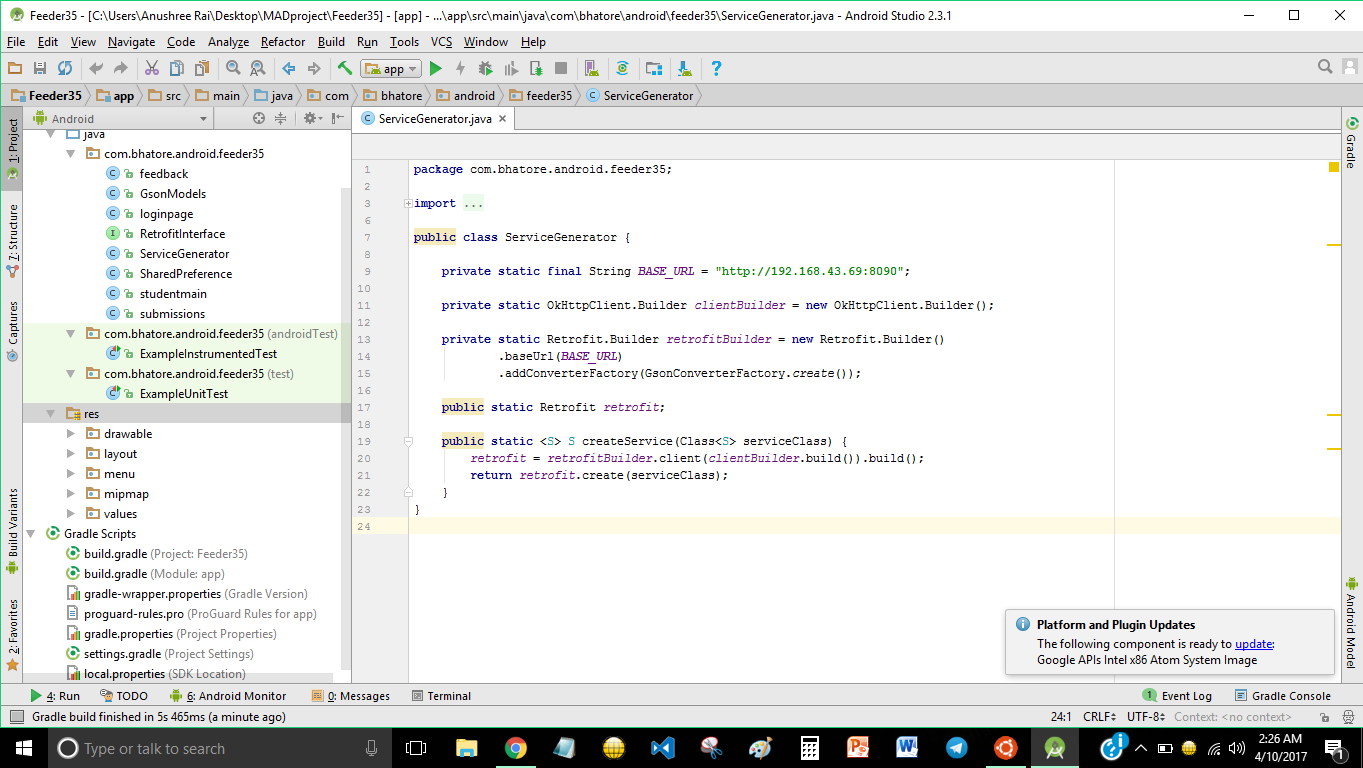 Feeder35 - [C:\Users\Anushree Rai\Desktop\MADproject\Feeder35] - [app] - ...\app\src\main\java\com\bhatore\android\feeder35\ServiceGenerator.java - Android Studio 2.3.1
File Edit View Navigate Code Analyze Refactor Build Run Tools VCS Window Help
app
Feeder35 app src main java com bhatore android feeder35 ServiceGenerator
1: Project
7: Structure
Captures
Build Variants
2: Favorites
Android
java
com.bhatore.android.feeder35
feedback
GsonModels
loginpage
RetrofitInterface
ServiceGenerator
SharedPreference
studentmain
submissions
com.bhatore.android.feeder35 (androidTest)
ExampleInstrumentedTest
com.bhatore.android.feeder35 (test)
ExampleUnitTest
res
drawable
layout
menu
mipmap
values
Gradle Scripts
build.gradle (Project: Feeder35)
build.gradle (Module: app)
gradle-wrapper.properties (Gradle Version)
proguard-rules.pro (ProGuard Rules for app)
gradle.properties (Project Properties)
settings.gradle (Project Settings)
local.properties (SDK Location)
ServiceGenerator.java
1 package com.bhatore.android.feeder35;
2
3 import ...
6
7 public class ServiceGenerator {
8
9 private static final String BASE_URL = "http://192.168.43.69:8090";
10
11 private static OkHttpClient.Builder clientBuilder = new OkHttpClient.Builder();
12
13 private static Retrofit.Builder retrofitBuilder = new Retrofit.Builder()
14 .baseUrl(BASE_URL)
15 .addConverterFactory(GsonConverterFactory.create());
16
17 public static Retrofit retrofit;
18
19 public static <S> S createService(Class<S> serviceClass) {
20 retrofit = retrofitBuilder.client(clientBuilder.build()).build();
21 return retrofit.create(serviceClass);
22 }
23 }
24
Gradle
Android Model
Platform and Plugin Updates
The following component is ready to update:
Google APIs Intel x86 Atom System Image
4: Run TODO 6: Android Monitor 0: Messages Terminal 1 Event Log Gradle Console
Gradle build finished in 5s 465ms (a minute ago) 24:1 CRLF UTF-8 Context: <no context>
Type or talk to search
2:26 AM
4/10/2017
1